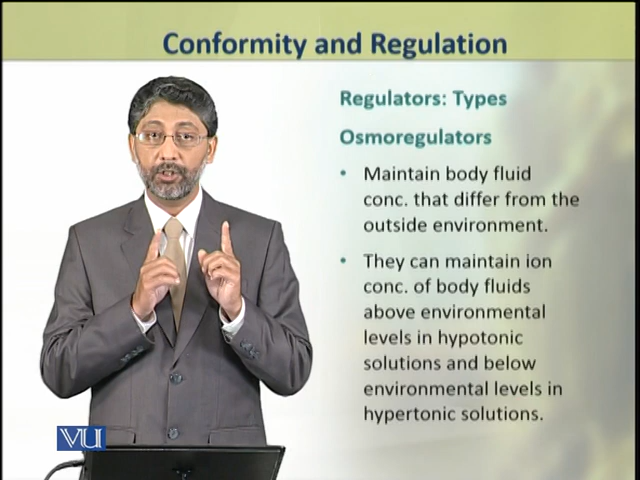 Conformity and Regulation
Regulators: Types
Osmoregulators
• Maintain body fluid
conc. that differ from the
outside environment.
• They can maintain ion
conc. of body fluids
above environmental
levels in hypotonic
solutions and below
environmental levels in
hypertonic solutions.
VU